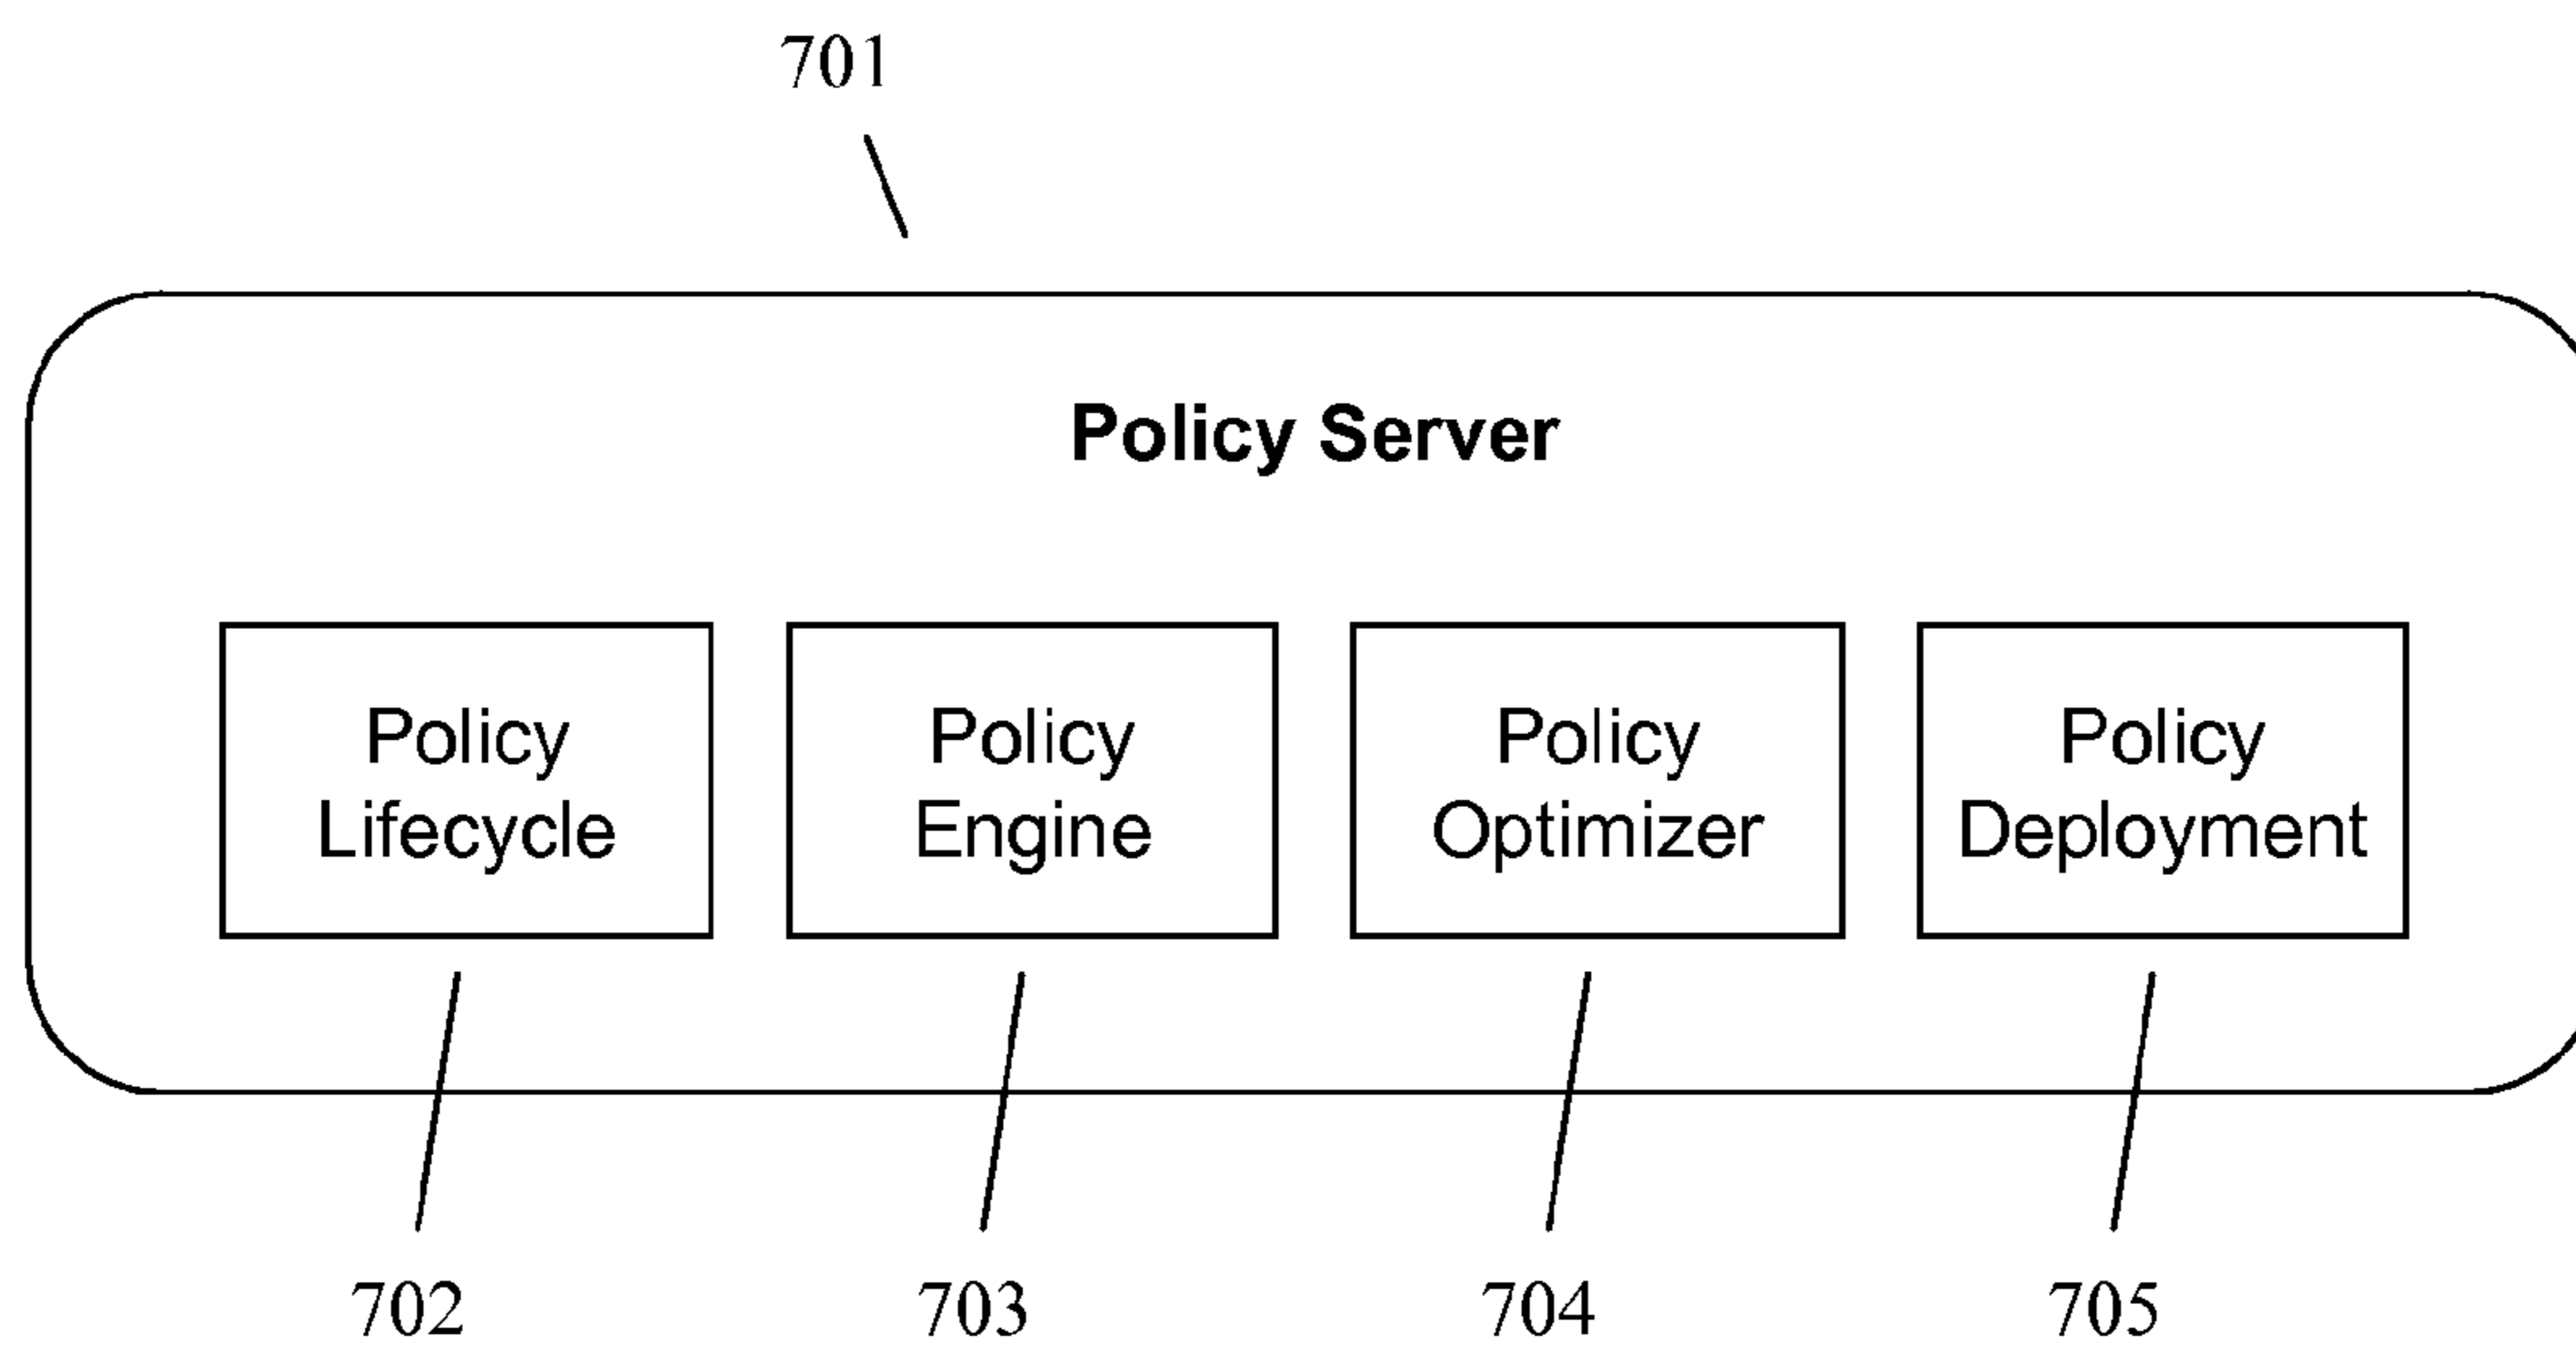 701
Policy Server
Policy
Lifecycle
Policy
Engine
Policy
Optimizer
Policy
Deployment
702
703
704
705